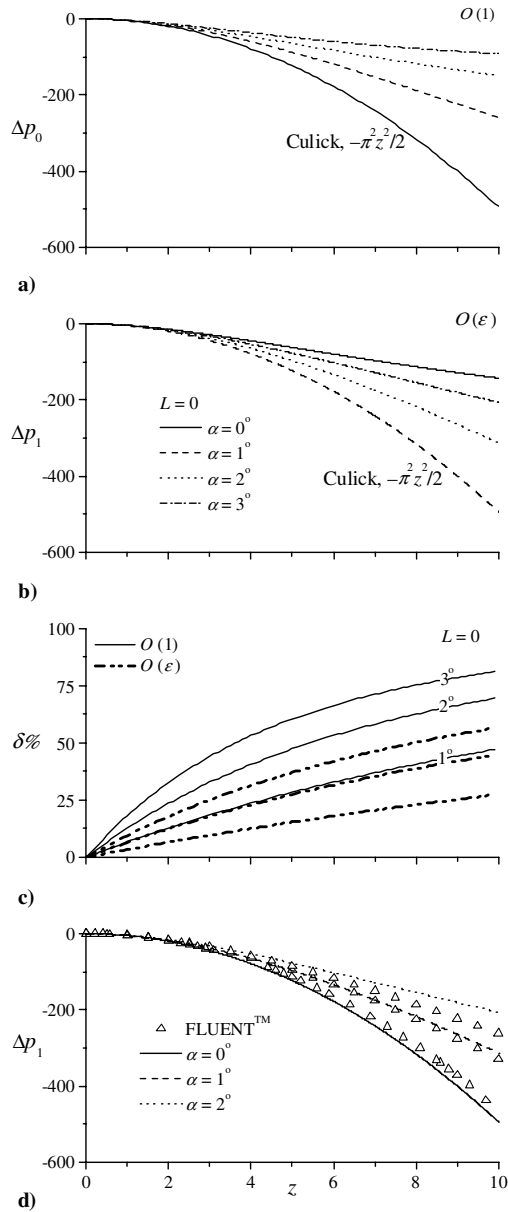 0
O(1)
-200
Δp₀
Culick, –π²z²/2
-400
-600
a)
0
O(ε)
-200
L = 0
Δp₁
α = 0°
α = 1°
α = 2°
α = 3°
Culick, –π²z²/2
-400
-600
b)
100
O(1)
L = 0
O(ε)
75
3°
2°
δ%
50
1°
25
0
c)
0
-200
Δp₁
FLUENT™
α = 0°
-400
α = 1°
α = 2°
-600
0 2 4 6 8 10
z
d)